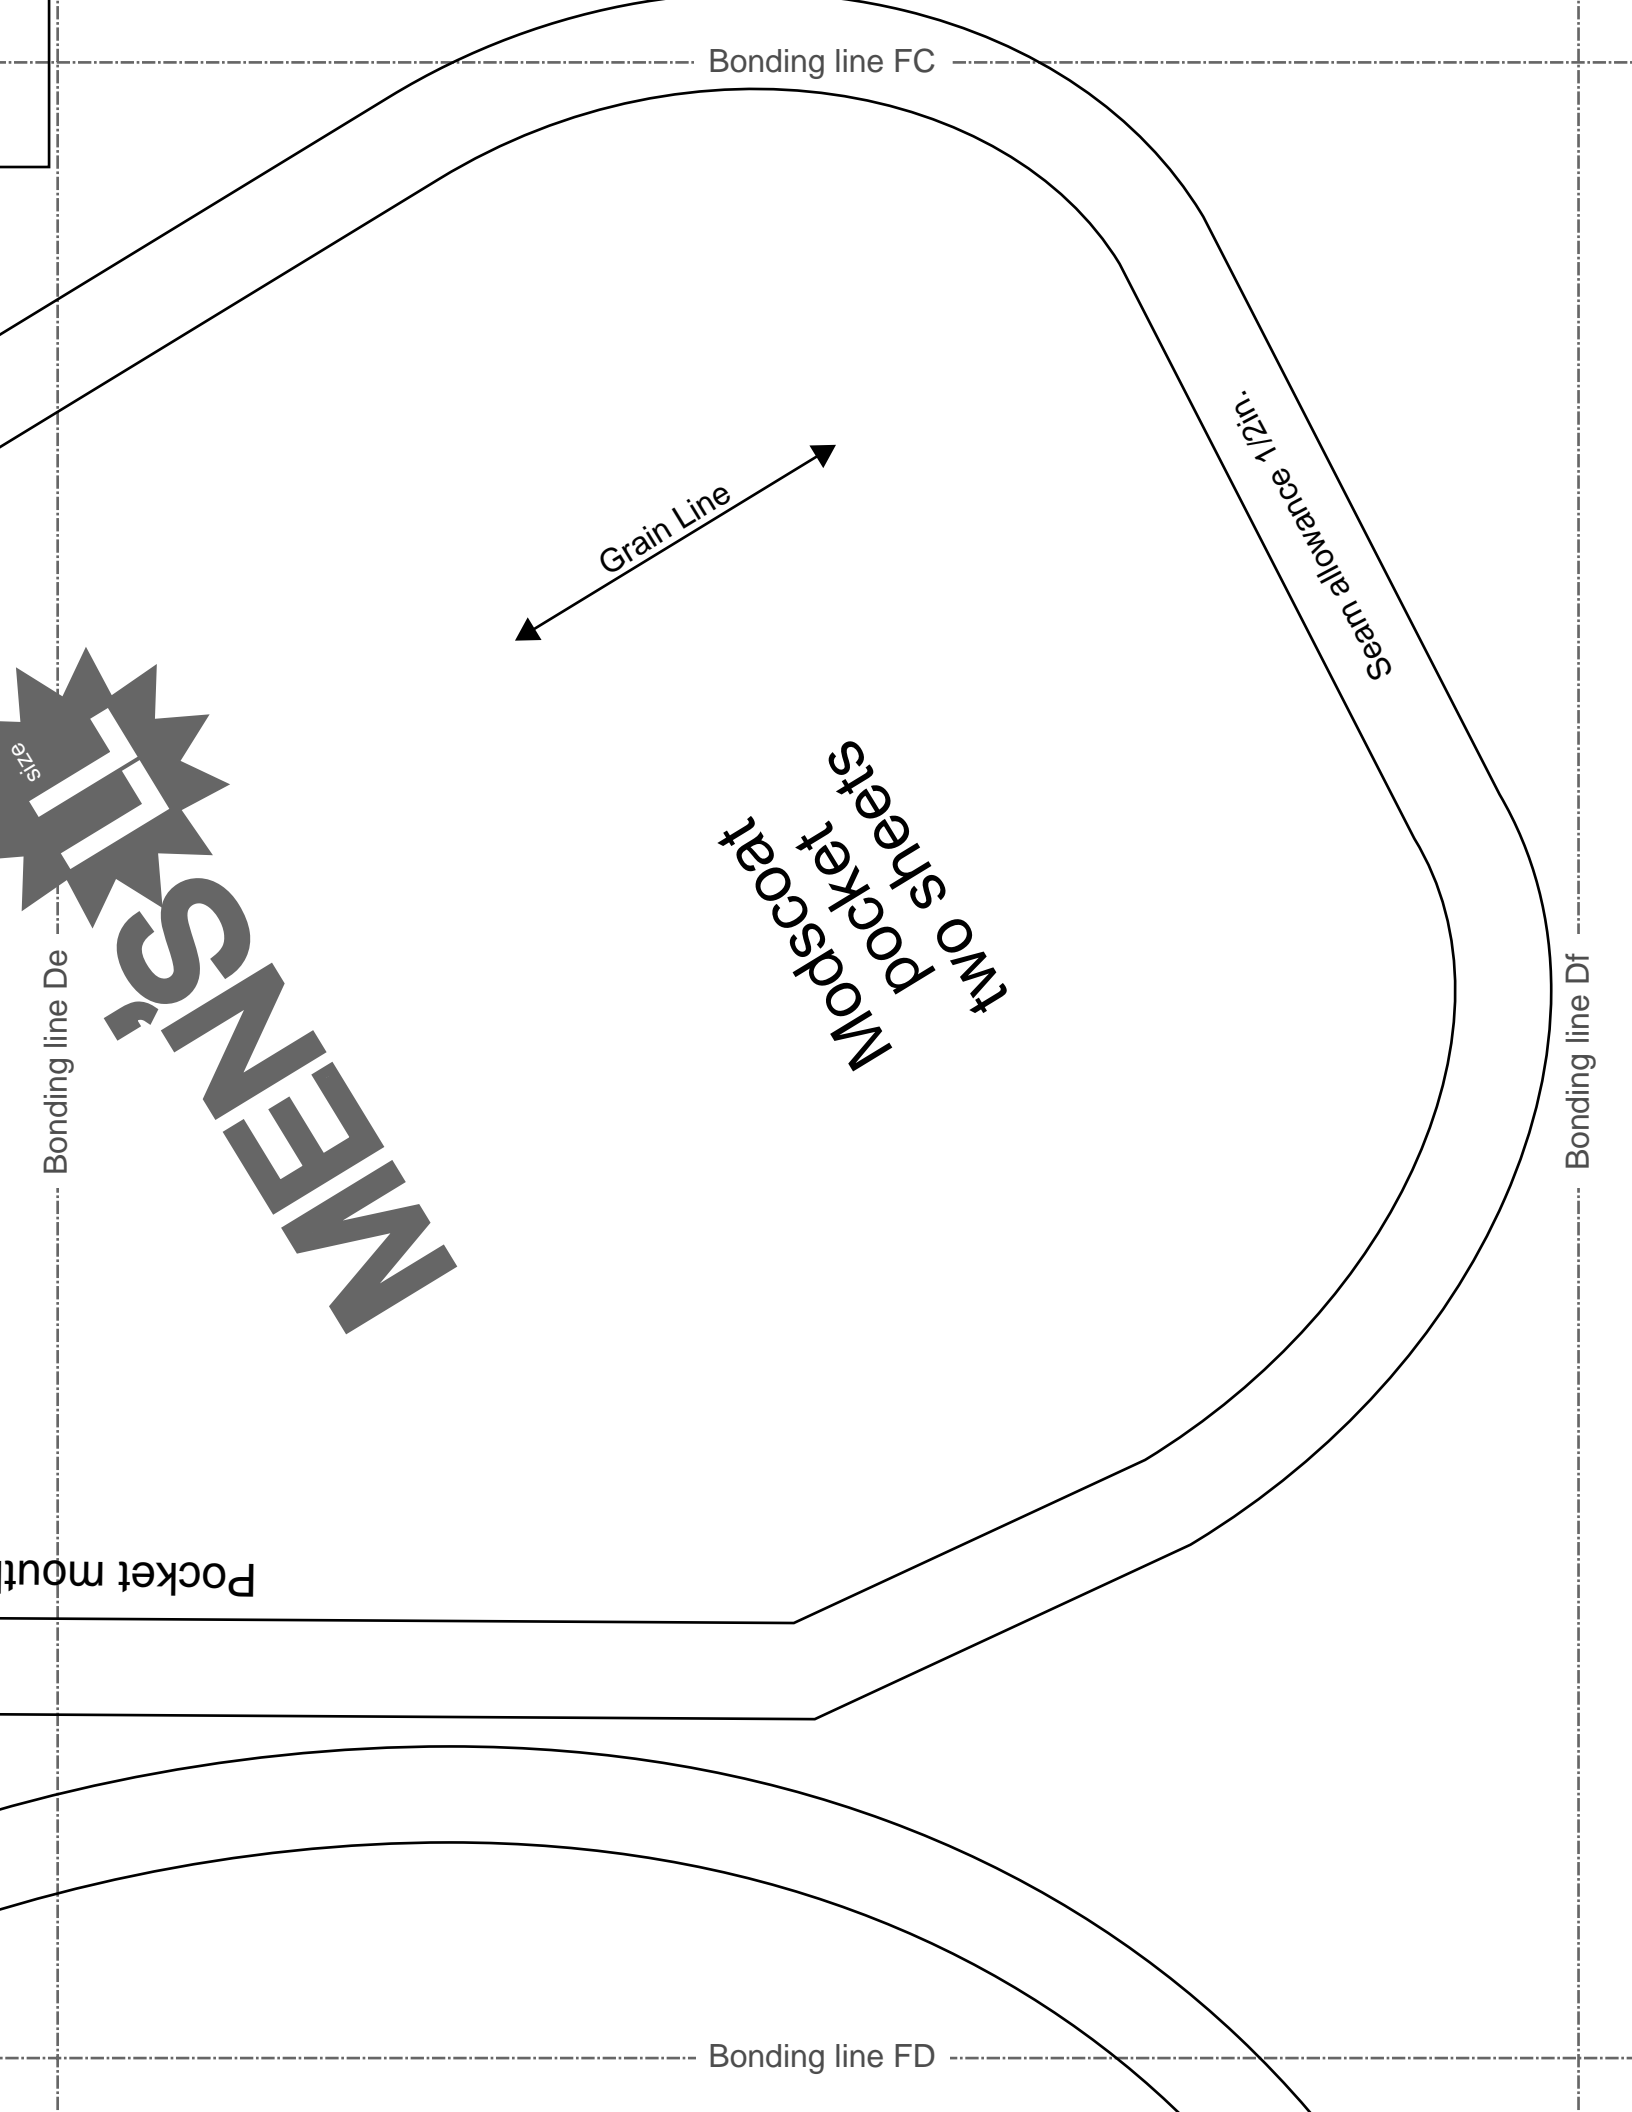 Bonding line FC
Seam allowance 1/2in.
Grain Line
size
LL
MEN'S
Modscoat
pocket
two sheets
Bonding line De
Bonding line Df
Pocket mouth
Bonding line FD